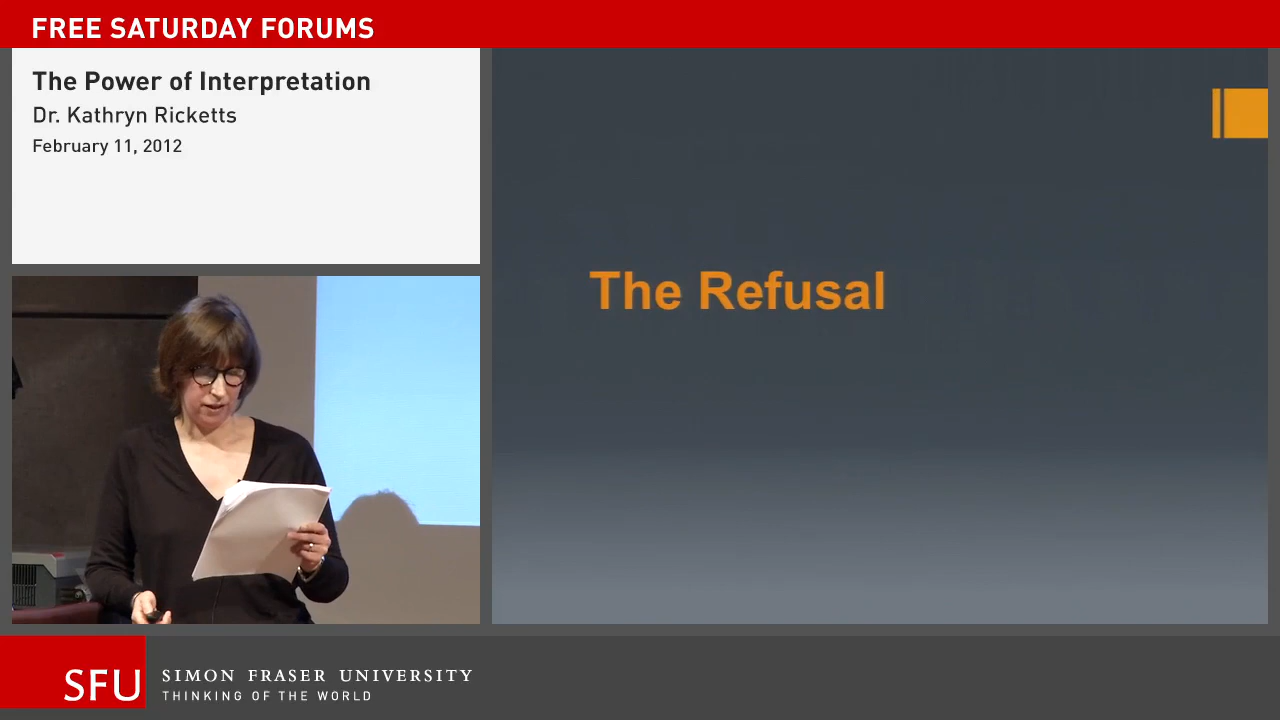 FREE SATURDAY FORUMS
The Power of Interpretation
Dr. Kathryn Ricketts
February 11, 2012
The Refusal
SFU
SIMON FRASER UNIVERSITY
THINKING OF THE WORLD